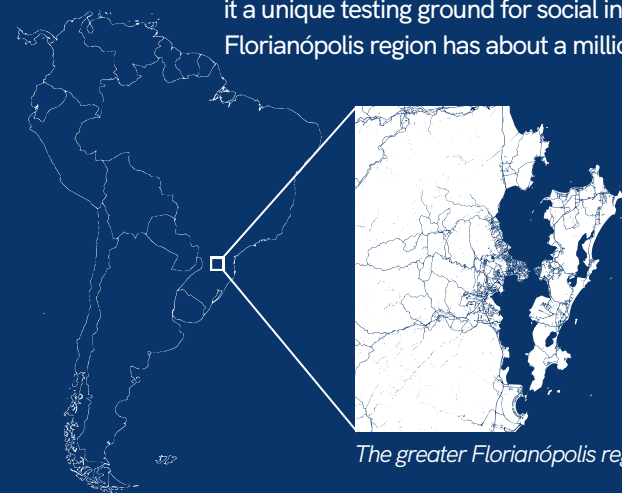 it a unique testing ground for social in
Florianópolis region has about a millio
The greater Florianópolis reg